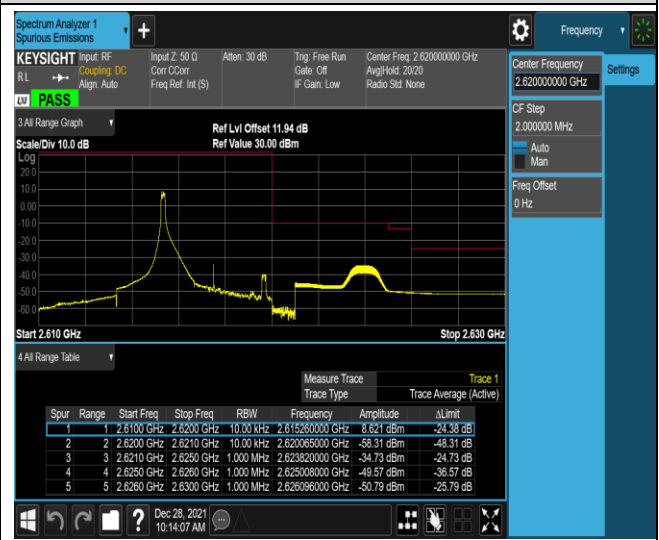 Spectrum Analyzer 1
Spurious Emissions
Frequency
KEYSIGHT
R L
Input: RF
Coupling: DC
Align: Auto
Input Z: 50 Ω
Corr CCorr
Freq Ref: Int (S)
Atten: 30 dB
Trig: Free Run
Gate: Off
IF Gain: Low
Center Freq: 2.620000000 GHz
Avg|Hold: 20/20
Radio Std: None
LW PASS
Center Frequency
2.620000000 GHz
Settings
CF Step
2.000000 MHz
Auto
Man
Freq Offset
0 Hz
3 All Range Graph
Scale/Div 10.0 dB
Ref Lvl Offset 11.94 dB
Ref Value 30.00 dBm
Log
20.0
10.0
0.00
-10.0
-20.0
-30.0
-40.0
-50.0
-60.0
Start 2.610 GHz
Stop 2.630 GHz
4 All Range Table
Measure Trace Trace 1
Trace Type Trace Average (Active)
Spur Range Start Freq Stop Freq RBW Frequency Amplitude ΔLimit
1 1 2.6100 GHz 2.6200 GHz 10.00 kHz 2.615260000 GHz 8.621 dBm -24.38 dB
2 2 2.6200 GHz 2.6210 GHz 10.00 kHz 2.620065000 GHz -58.31 dBm -48.31 dB
3 3 2.6210 GHz 2.6250 GHz 1.000 MHz 2.623820000 GHz -34.73 dBm -24.73 dB
4 4 2.6250 GHz 2.6260 GHz 1.000 MHz 2.625008000 GHz -49.57 dBm -36.57 dB
5 5 2.6260 GHz 2.6300 GHz 1.000 MHz 2.626096000 GHz -50.79 dBm -25.79 dB
Dec 28, 2021
10:14:07 AM